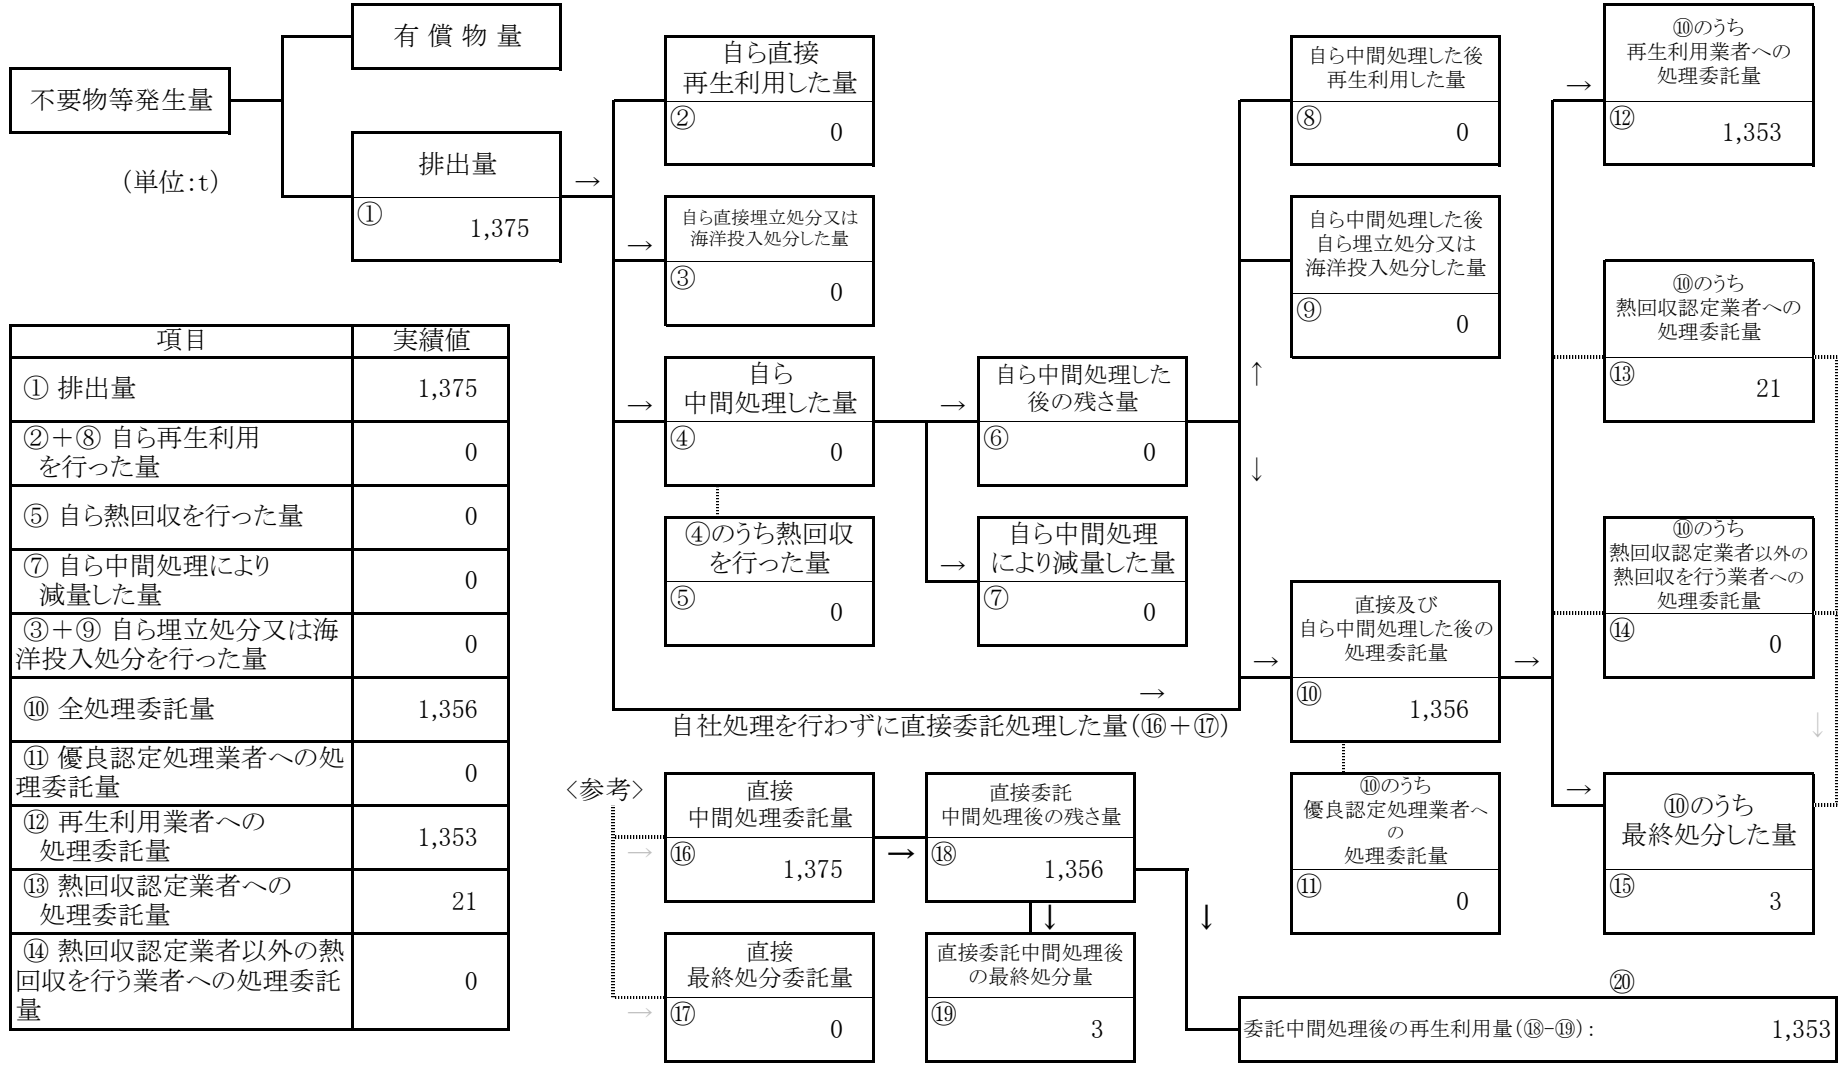 有 償 物 量
不要物等発生量
(単位:t)
排出量
①
1,375
→
自ら直接
再生利用した量
②
0
→
自ら直接埋立処分又は
海洋投入処分した量
③
0
→
自ら
中間処理した量
④
0
④のうち熱回収
を行った量
⑤
0
→
自ら中間処理した
後の残さ量
⑥
0
→
自ら中間処理
により減量した量
⑦
0
↑
↓
自ら中間処理した後
再生利用した量
⑧
0
自ら中間処理した後
自ら埋立処分又は
海洋投入処分した量
⑨
0
→
自社処理を行わずに直接委託処理した量(⑯+⑰)
→
直接及び
自ら中間処理した後の
処理委託量
⑩
1,356
→
⑩のうち
優良認定処理業者へ
の
処理委託量
⑪
0
→
⑩のうち
再生利用業者への
処理委託量
⑫
1,353
⑩のうち
熱回収認定業者への
処理委託量
⑬
21
⑩のうち
熱回収認定業者以外の
熱回収を行う業者への
処理委託量
⑭
0
↓
→
⑩のうち
最終処分した量
⑮
3
項目 実績値
① 排出量 1,375
②+⑧ 自ら再生利用
を行った量 0
⑤ 自ら熱回収を行った量 0
⑦ 自ら中間処理により
減量した量 0
③+⑨ 自ら埋立処分又は海
洋投入処分を行った量 0
⑩ 全処理委託量 1,356
⑪ 優良認定処理業者への処
理委託量 0
⑫ 再生利用業者への
処理委託量 1,353
⑬ 熱回収認定業者への
処理委託量 21
⑭ 熱回収認定業者以外の熱
回収を行う業者への処理委託
量 0
<参考>
→
直接
中間処理委託量
⑯
1,375
→
直接委託
中間処理後の残さ量
⑱
1,356
↓
↓
→
直接
最終処分委託量
⑰
0
直接委託中間処理後
の最終処分量
⑲
3
⑳
委託中間処理後の再生利用量(⑱-⑲): 1,353